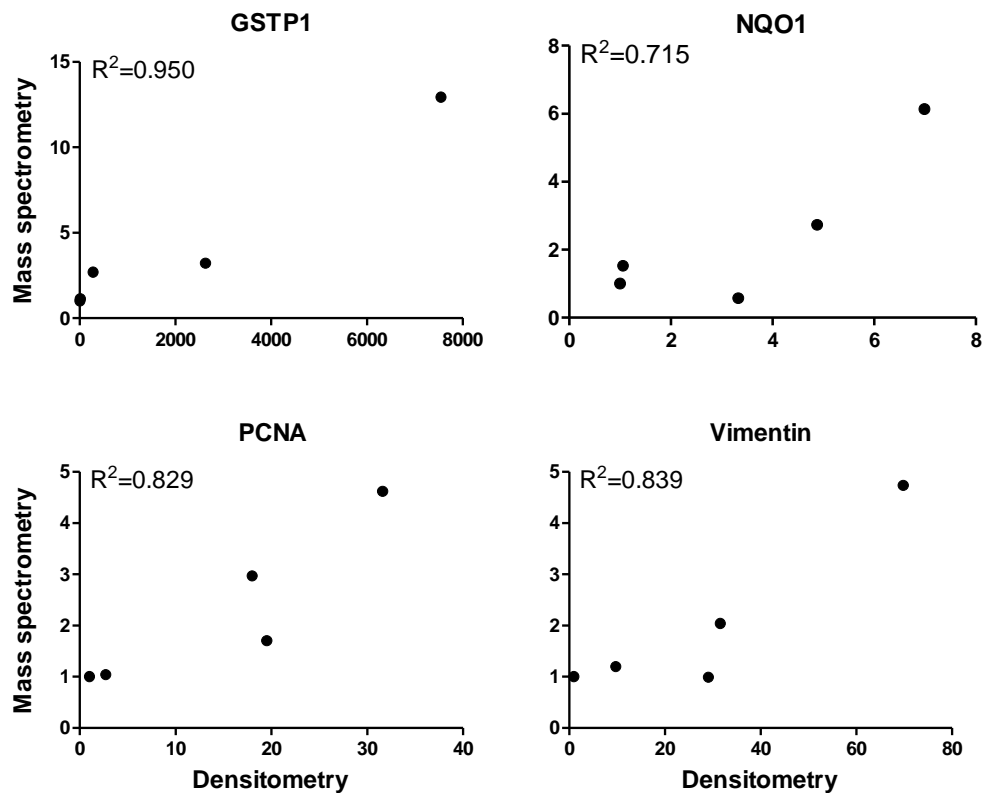 GSTP1
R²=0.950
Mass spectrometry
15
10
5
0
0 2000 4000 6000 8000
NQO1
R²=0.715
8
6
4
2
0
0 2 4 6 8
PCNA
R²=0.829
Mass spectrometry
5
4
3
2
1
0
0 10 20 30 40
Densitometry
Vimentin
R²=0.839
5
4
3
2
1
0
0 20 40 60 80
Densitometry